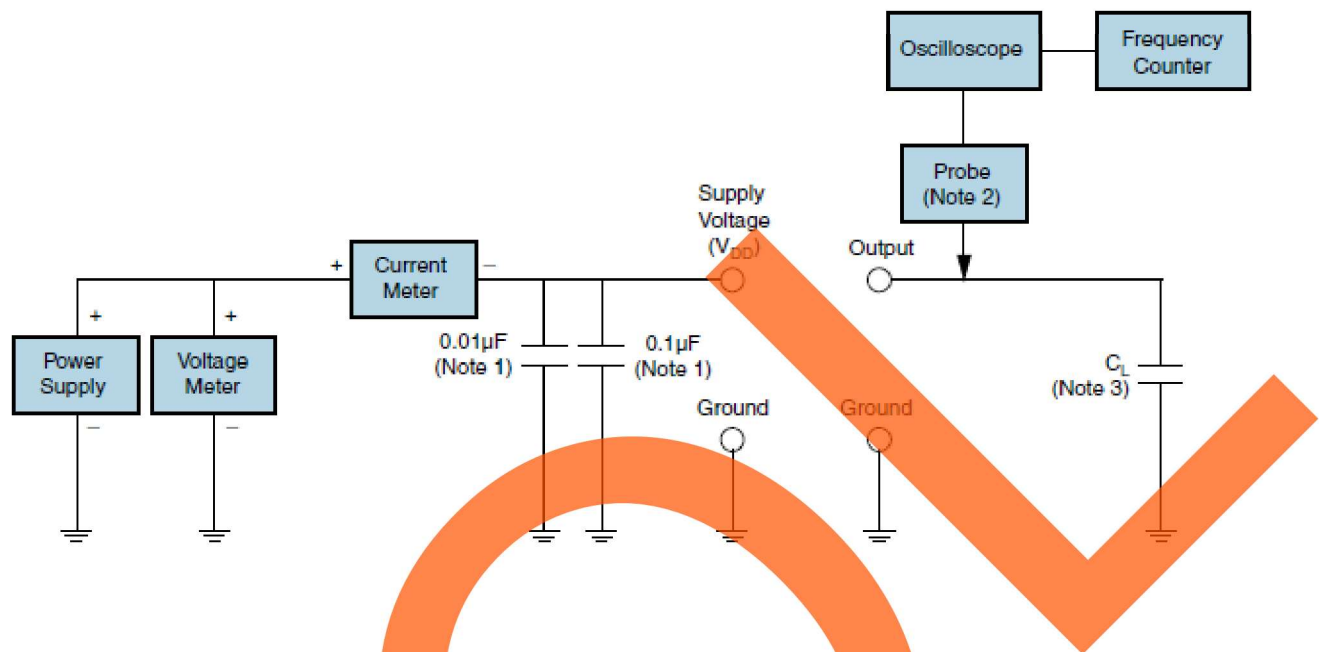 Oscilloscope
Frequency
Counter
Probe
(Note 2)
Supply
Voltage
(VDD)
Output
+
Current
Meter
–
+
Power
Supply
–
+
Voltage
Meter
–
0.01µF
(Note 1)
0.1µF
(Note 1)
CL
(Note 3)
Ground
Ground